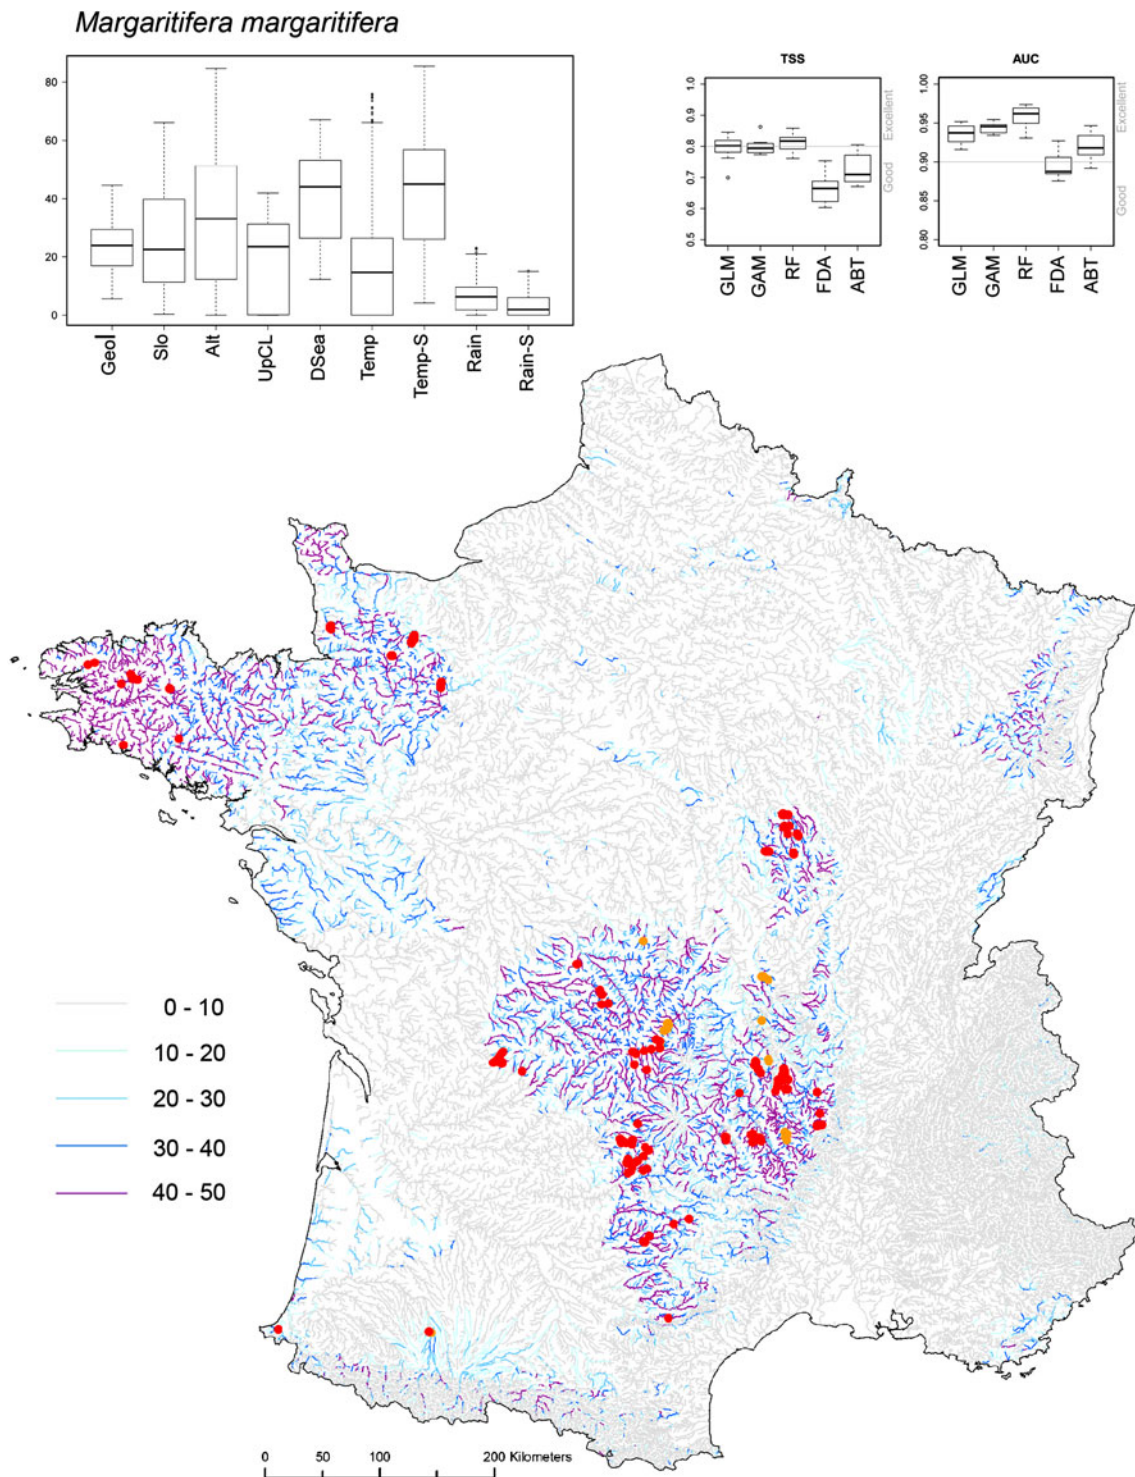 Margaritifera margaritifera
80
60
40
20
0
Geol
Slo
Alt
UpCL
DSea
Temp
Temp-S
Rain
Rain-S
TSS
1.0
0.9
0.8
0.7
0.6
0.5
Excellent
Good
GLM
GAM
RF
FDA
ABT
AUC
1.00
0.95
0.90
0.85
0.80
Excellent
Good
GLM
GAM
RF
FDA
ABT
0 - 10
10 - 20
20 - 30
30 - 40
40 - 50
0 50 100 200 Kilometers